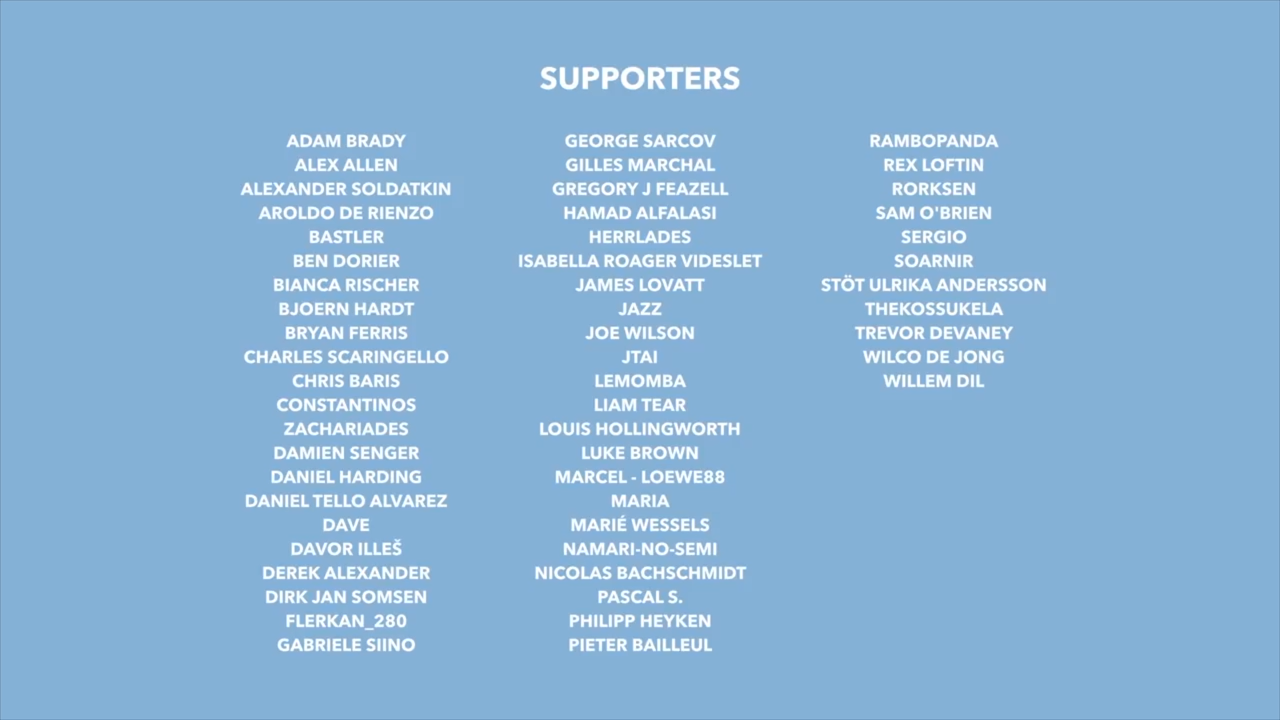 SUPPORTERS
ADAM BRADY
ALEX ALLEN
ALEXANDER SOLDATKIN
AROLDO DE RIENZO
BASTLER
BEN DORIER
BIANCA RISCHER
BJOERN HARDT
BRYAN FERRIS
CHARLES SCARINGELLO
CHRIS BARIS
CONSTANTINOS
ZACHARIADES
DAMIEN SENGER
DANIEL HARDING
DANIEL TELLO ALVAREZ
DAVE
DAVOR ILLEŠ
DEREK ALEXANDER
DIRK JAN SOMSEN
FLERKAN_280
GABRIELE SIINO
GEORGE SARCOV
GILLES MARCHAL
GREGORY J FEAZELL
HAMAD ALFALASI
HERRLADES
ISABELLA ROAGER VIDESLET
JAMES LOVATT
JAZZ
JOE WILSON
JTAI
LEMOMBA
LIAM TEAR
LOUIS HOLLINGWORTH
LUKE BROWN
MARCEL - LOEWE88
MARIA
MARIÉ WESSELS
NAMARI-NO-SEMI
NICOLAS BACHSCHMIDT
PASCAL S.
PHILIPP HEYKEN
PIETER BAILLEUL
RAMBOPANDA
REX LOFTIN
RORKSEN
SAM O'BRIEN
SERGIO
SOARNIR
STÖT ULRIKA ANDERSSON
THEKOSSUKELA
TREVOR DEVANEY
WILCO DE JONG
WILLEM DIL